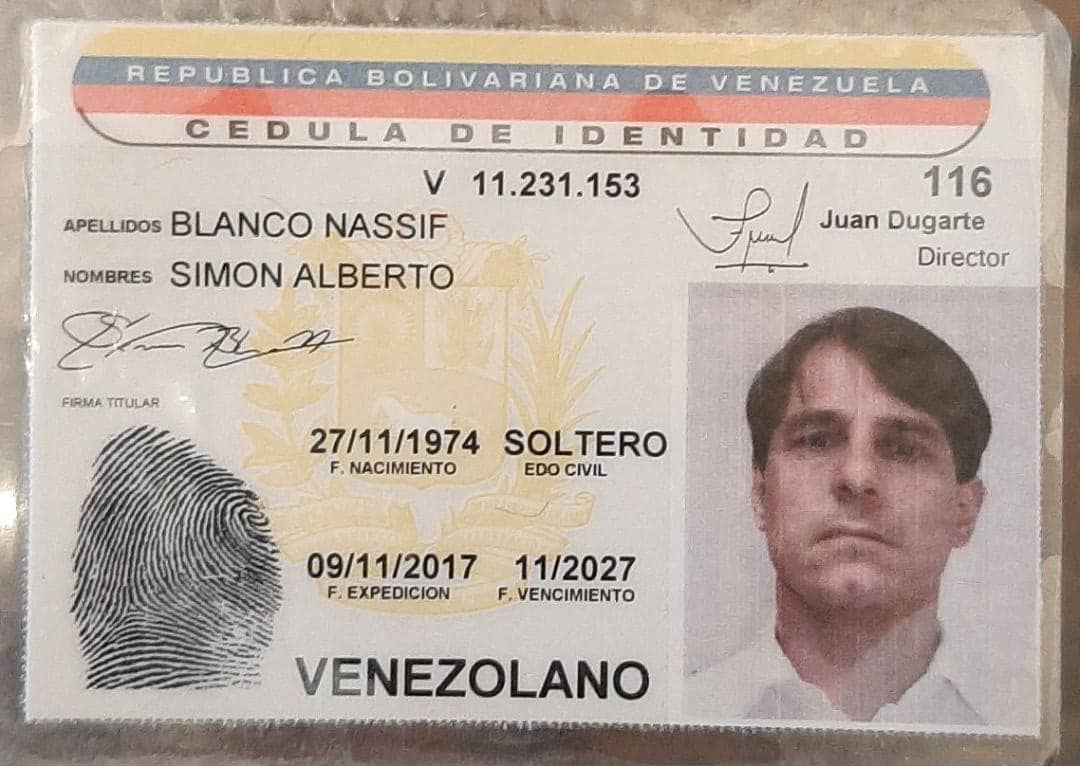 REPUBLICA BOLIVARIANA DE VENEZUELA
CEDULA DE IDENTIDAD
V 11.231.153
116
APELLIDOS BLANCO NASSIF
Juan Dugarte
Director
NOMBRES SIMON ALBERTO
FIRMA TITULAR
27/11/1974 SOLTERO
F. NACIMIENTO EDO CIVIL
09/11/2017 11/2027
F. EXPEDICION F. VENCIMIENTO
VENEZOLANO